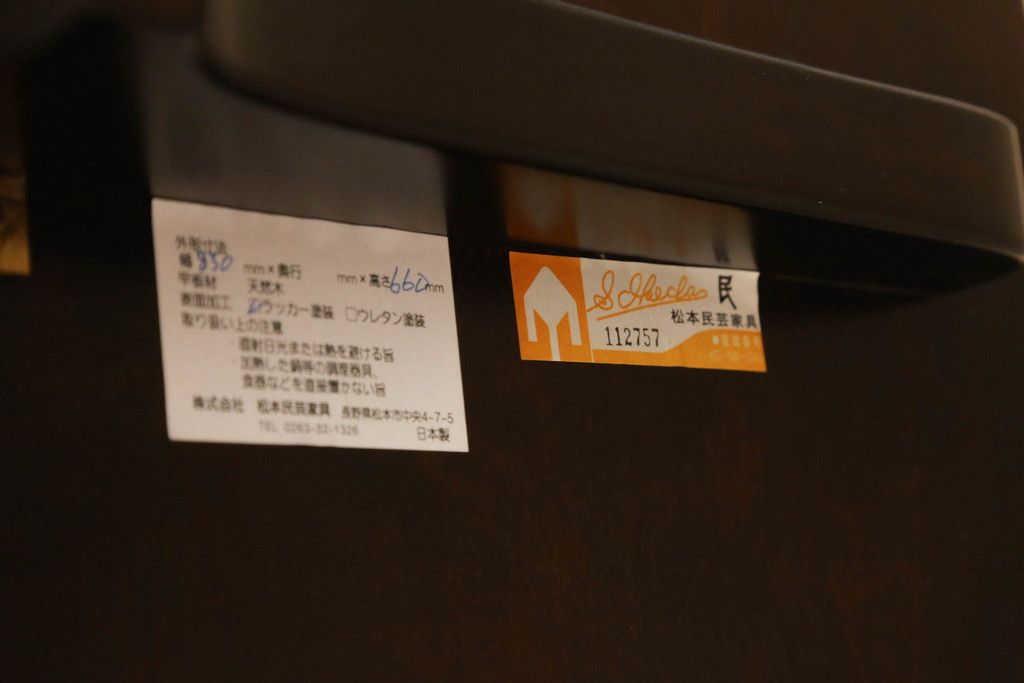 外形寸法
幅 850 mm×奥行 mm×高さ660mm
甲板材 天然木
表面加工 ☑ラッカー塗装 □ウレタン塗装
取り扱い上の注意
・直射日光または熱を避ける旨
・加熱した鍋等の調理器具、
食器などを直接置かない旨
株式会社 松本民芸家具 長野県松本市中央4-7-5
TEL 0263-32-1326
日本製
S. Ikeda 民
松本民芸家具
112757